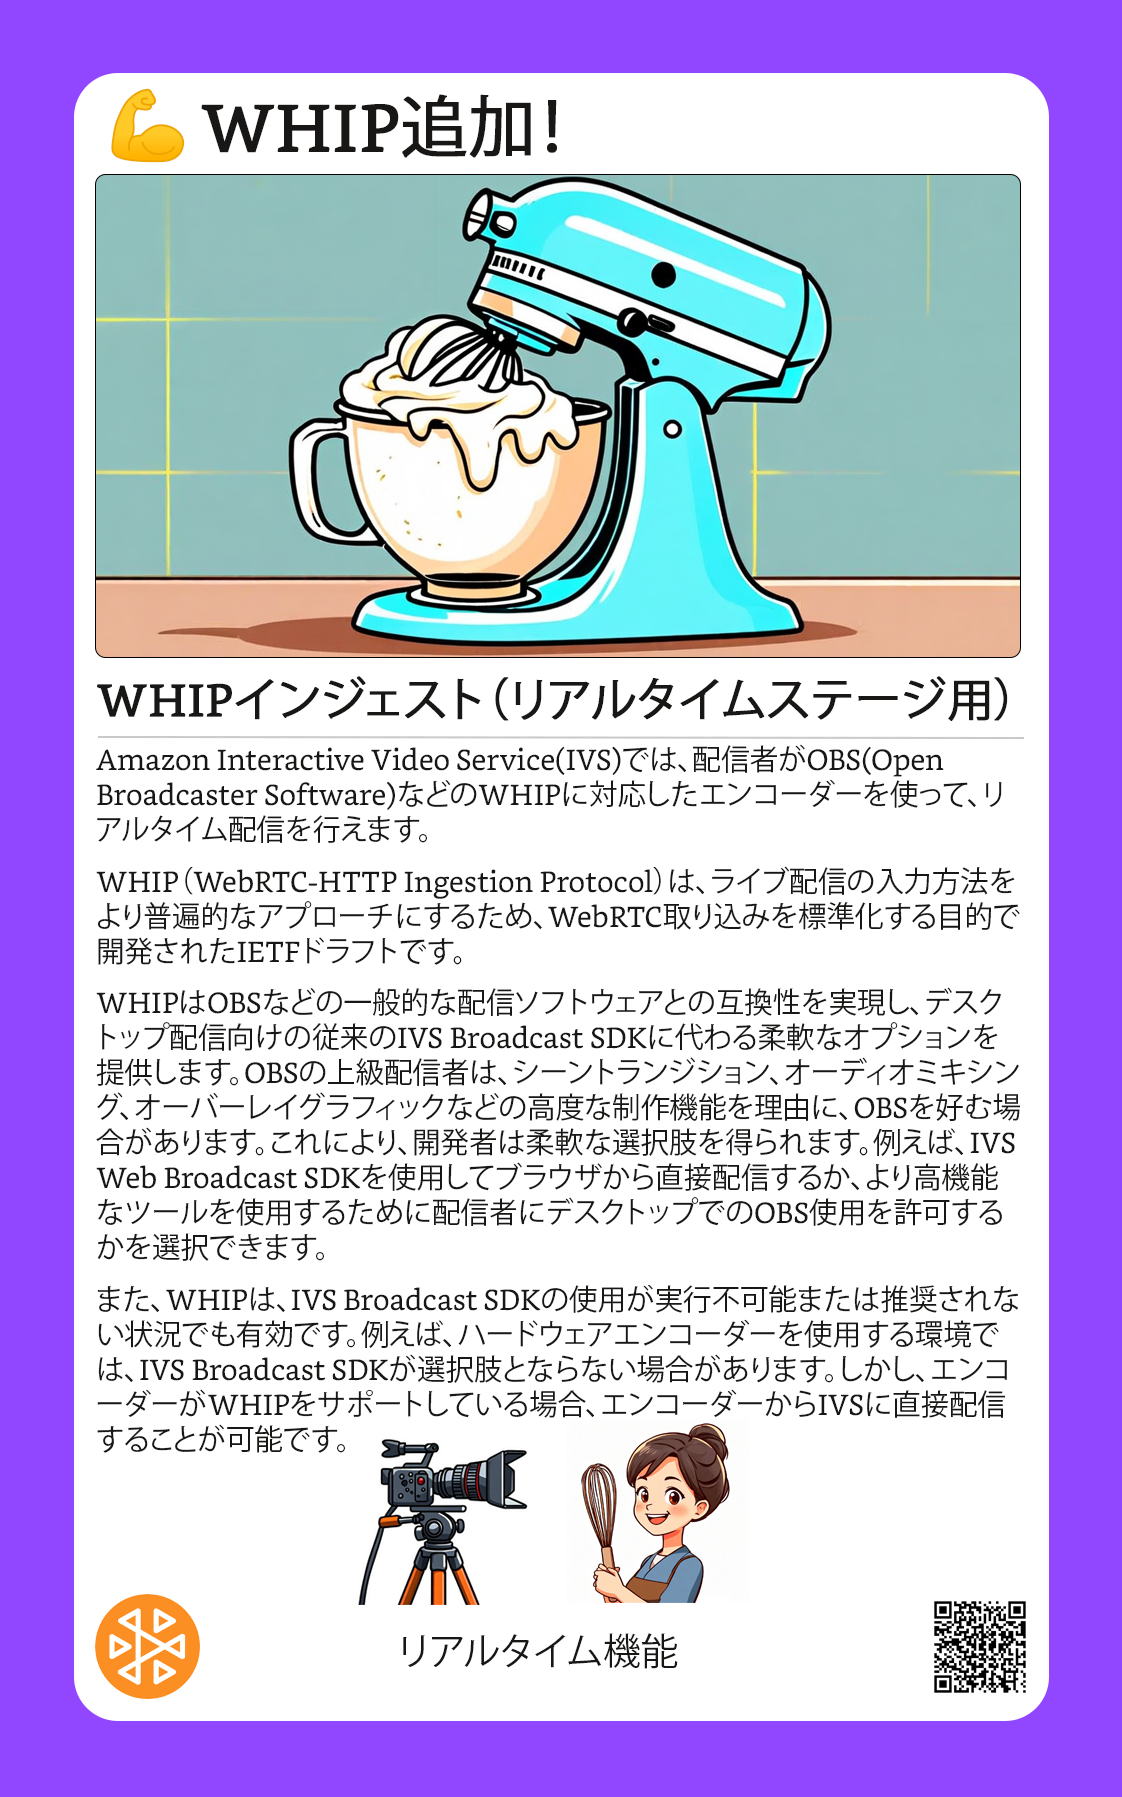 WHIP追加！
WHIPインジェスト（リアルタイムステージ用）
Amazon Interactive Video Service(IVS)では、配信者がOBS(Open
Broadcaster Software)などのWHIPに対応したエンコーダーを使って、リ
アルタイム配信を行えます。
WHIP（WebRTC-HTTP Ingestion Protocol）は、ライブ配信の入力方法を
より普遍的なアプローチにするため、WebRTC取り込みを標準化する目的で
開発されたIETFドラフトです。
WHIPはOBSなどの一般的な配信ソフトウェアとの互換性を実現し、デスク
トップ配信向けの従来のIVS Broadcast SDKに代わる柔軟なオプションを
提供します。OBSの上級配信者は、シーントランジション、オーディオミキシン
グ、オーバーレイグラフィックなどの高度な制作機能を理由に、OBSを好む場
合があります。これにより、開発者は柔軟な選択肢を得られます。例えば、IVS
Web Broadcast SDKを使用してブラウザから直接配信するか、より高機能
なツールを使用するために配信者にデスクトップでのOBS使用を許可する
かを選択できます。
また、WHIPは、IVS Broadcast SDKの使用が実行不可能または推奨されな
い状況でも有効です。例えば、ハードウェアエンコーダーを使用する環境で
は、IVS Broadcast SDKが選択肢とならない場合があります。しかし、エンコ
ーダーがWHIPをサポートしている場合、エンコーダーからIVSに直接配信
することが可能です。
リアルタイム機能